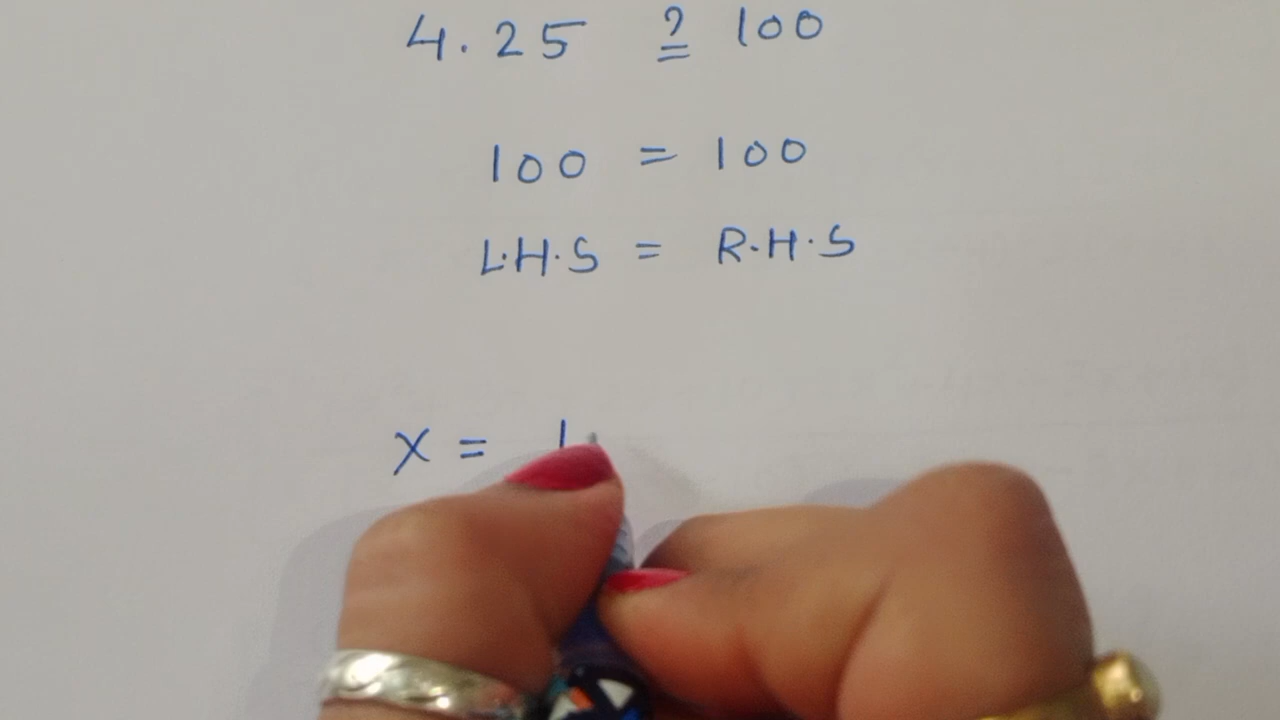 4.25 ≟ 100
100 = 100
L.H.S = R.H.S
x =